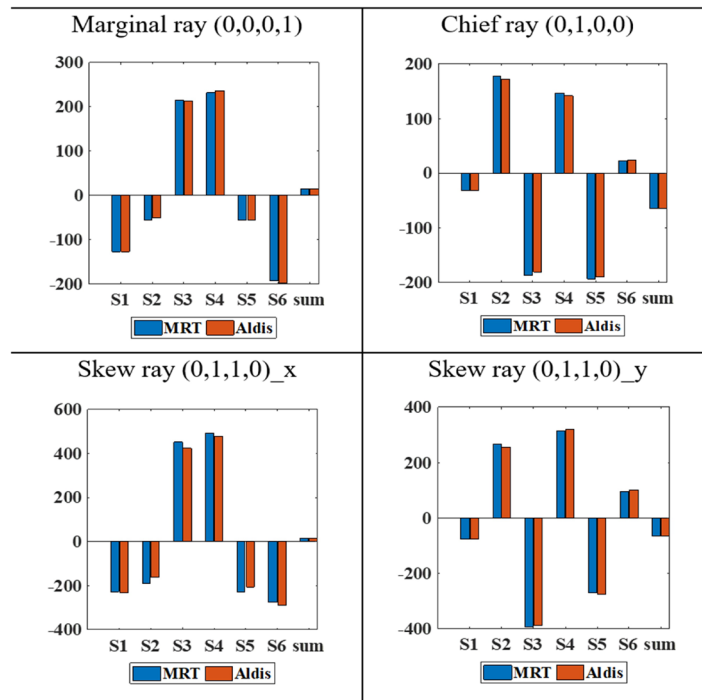 Marginal ray (0,0,0,1)
300
200
100
0
-100
-200
S1 S2 S3 S4 S5 S6 sum
MRT Aldis
Chief ray (0,1,0,0)
200
100
0
-100
-200
S1 S2 S3 S4 S5 S6 sum
MRT Aldis
Skew ray (0,1,1,0)_x
600
400
200
0
-200
-400
S1 S2 S3 S4 S5 S6 sum
MRT Aldis
Skew ray (0,1,1,0)_y
400
200
0
-200
-400
S1 S2 S3 S4 S5 S6 sum
MRT Aldis